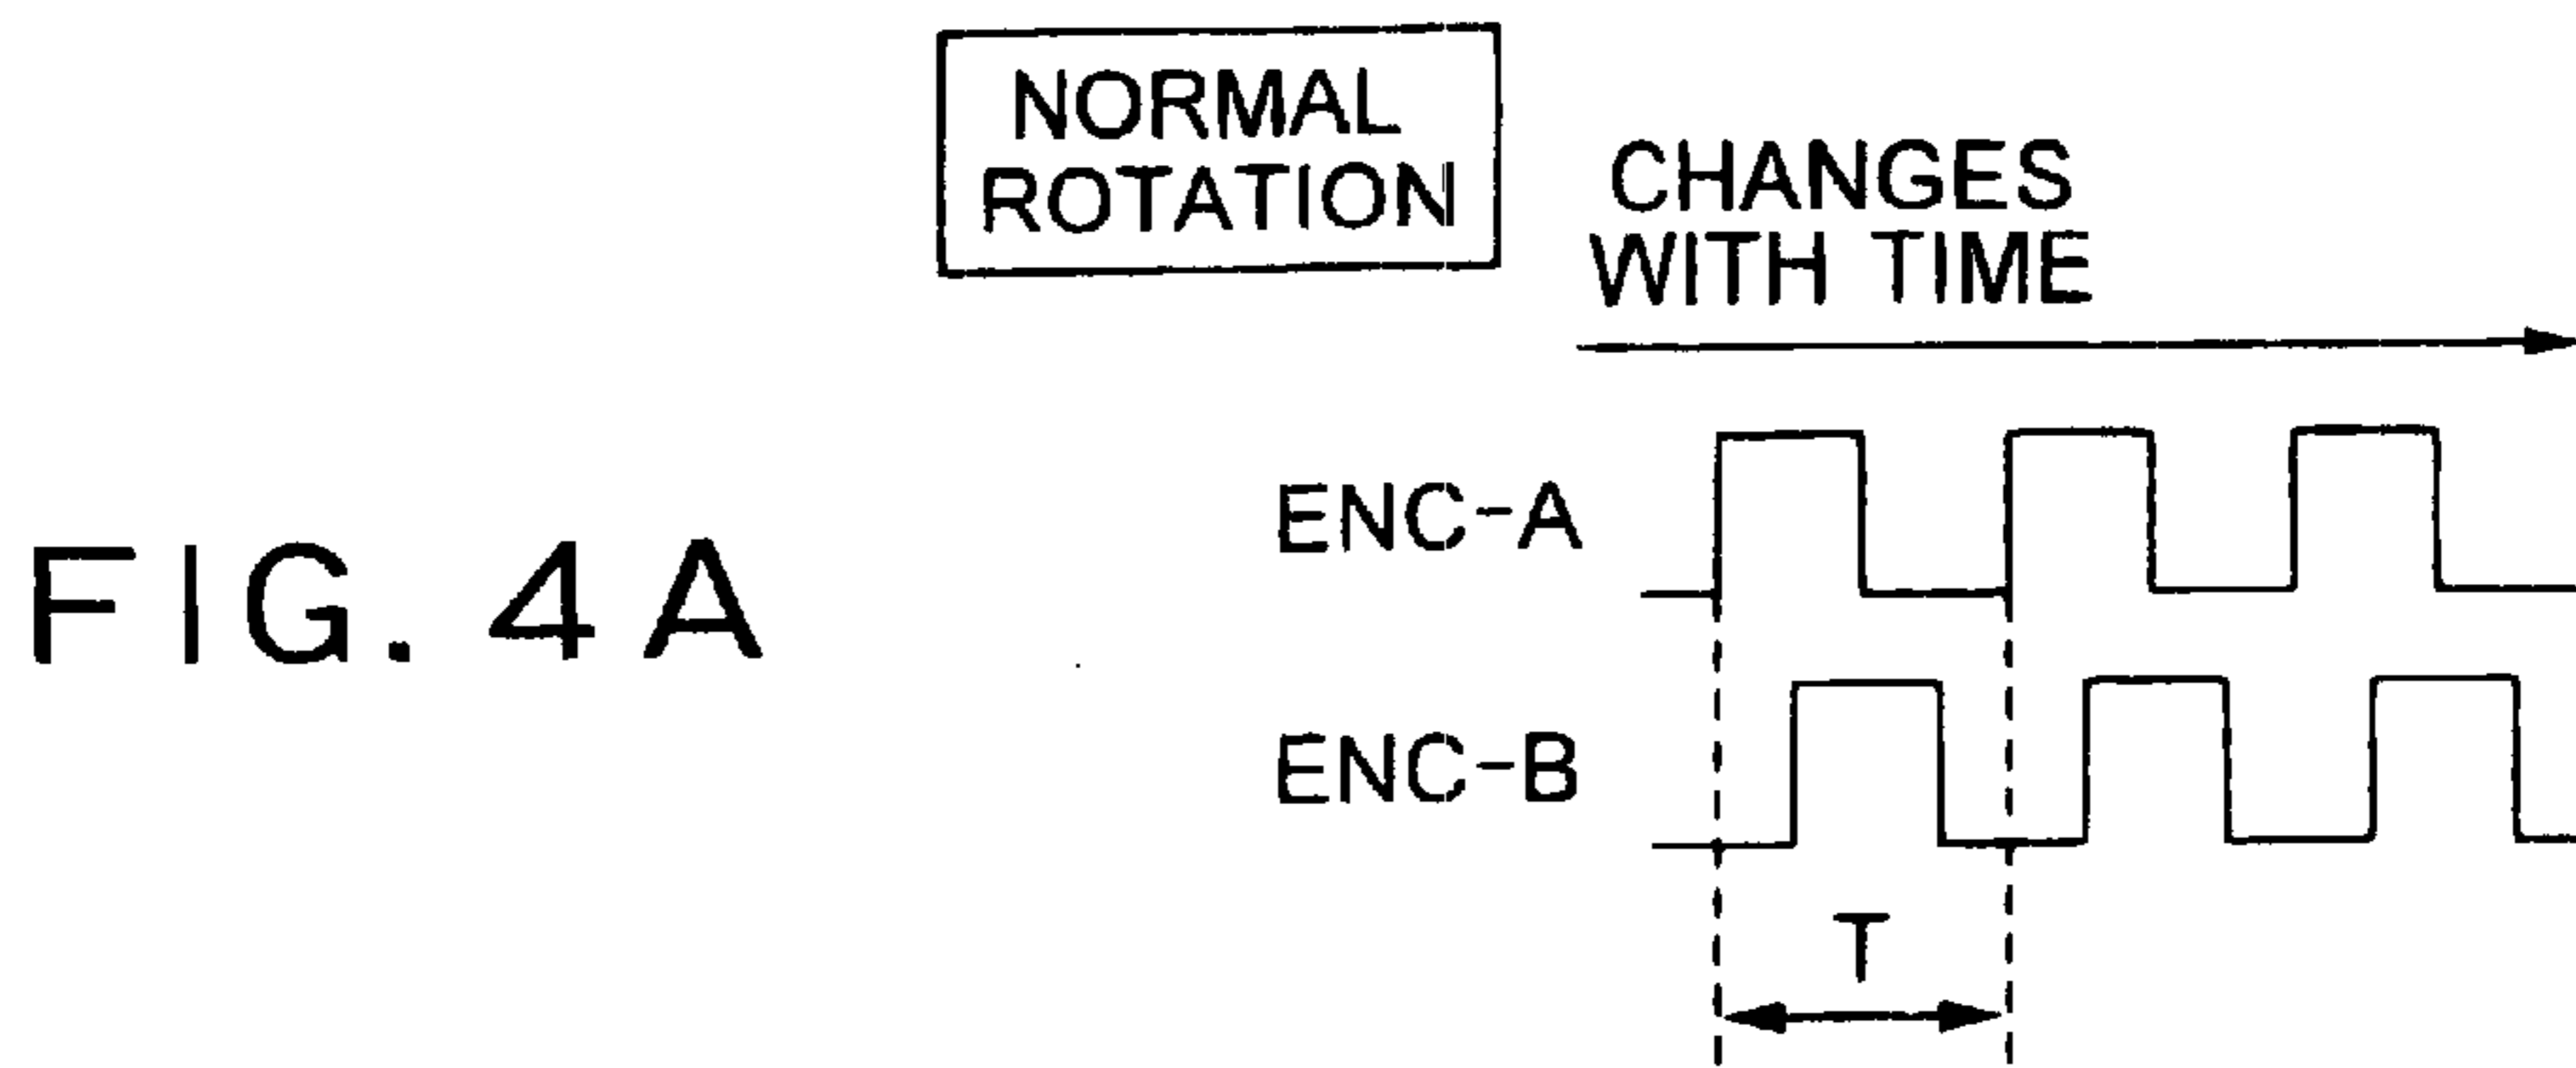 NORMAL
ROTATION
CHANGES
WITH TIME
ENC-A
FIG. 4A
ENC-B
T